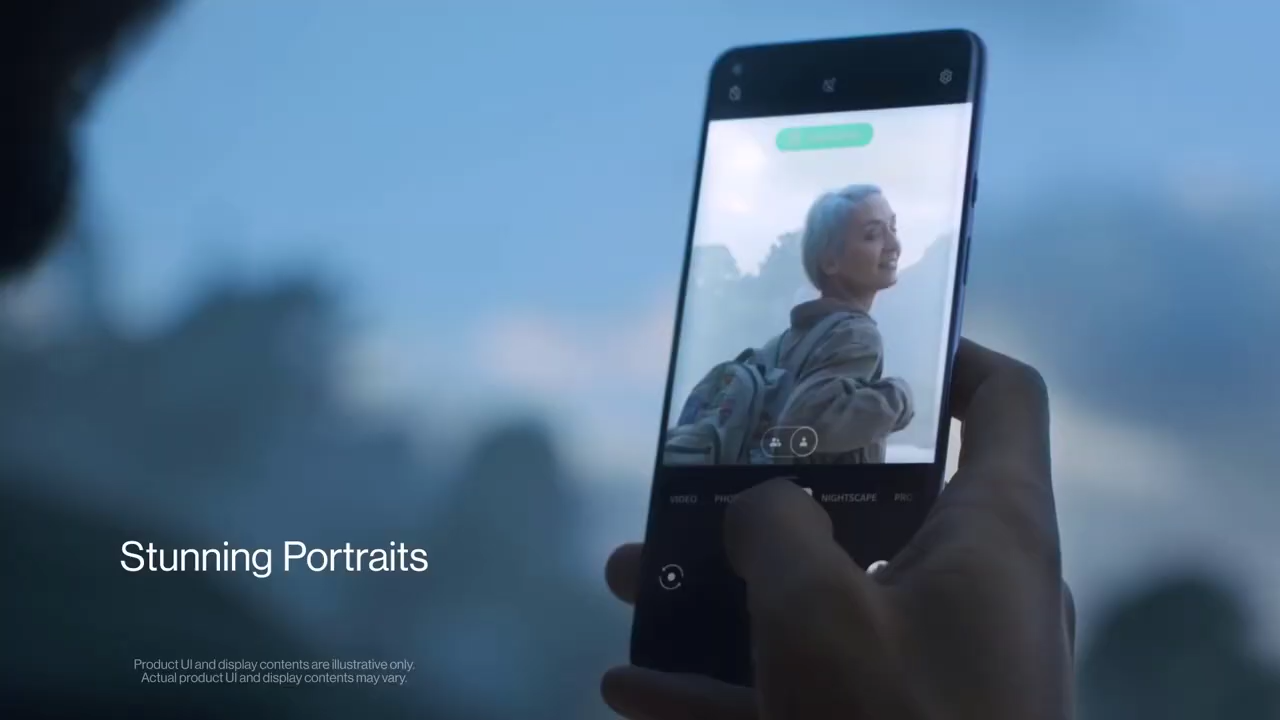 VIDEO
NIGHTSCAPE
PRO
Stunning Portraits
Product UI and display contents are illustrative only.
Actual product UI and display contents may vary.